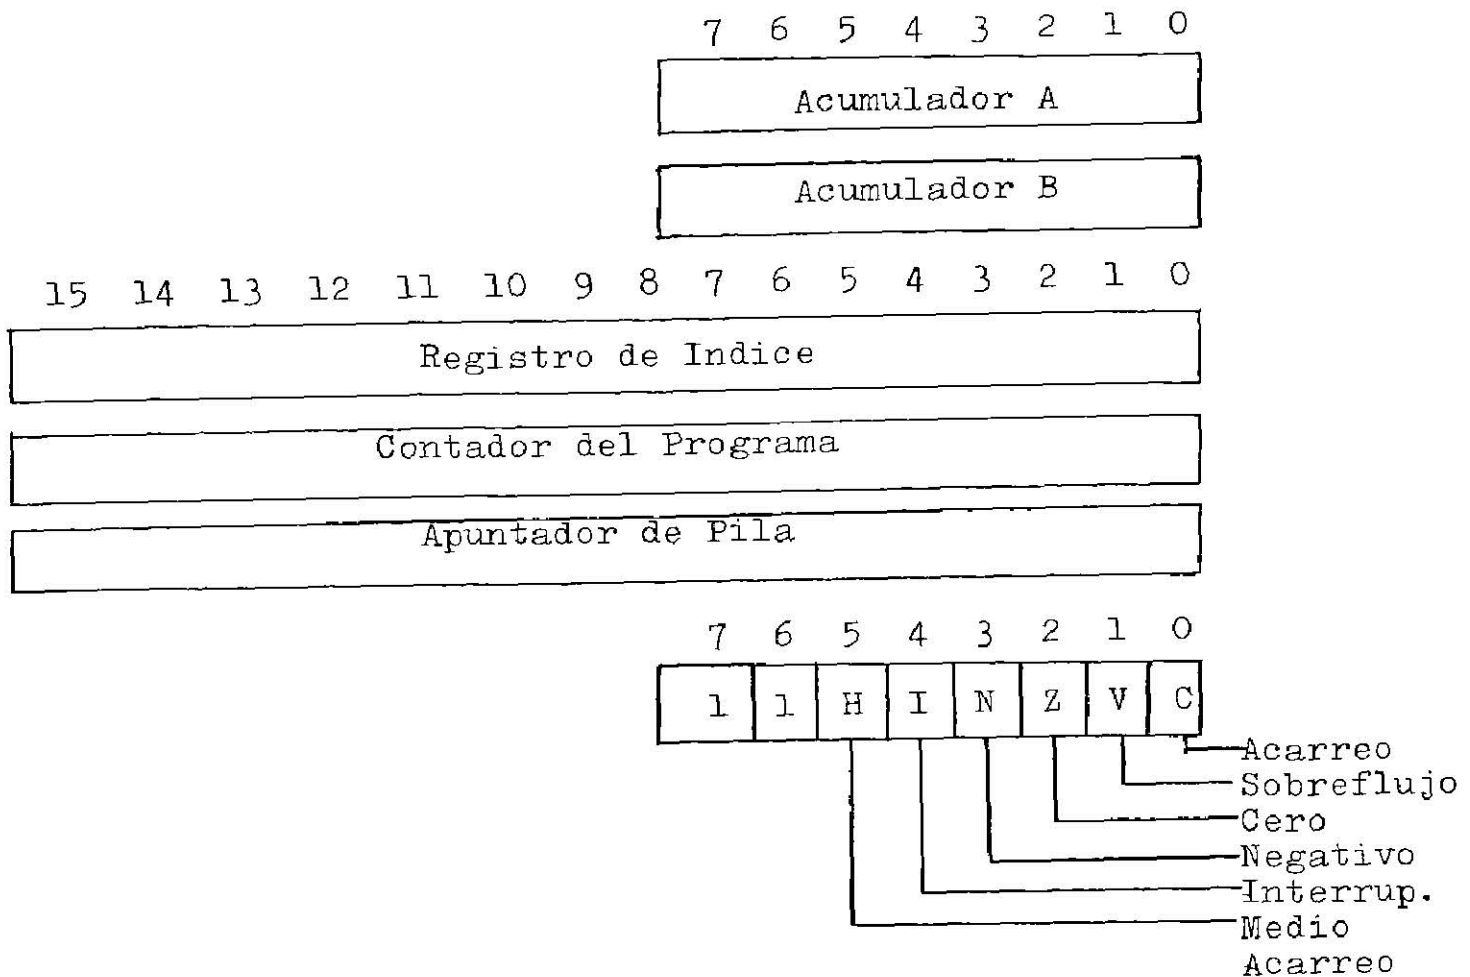 7 6 5 4 3 2 1 0
Acumulador A
Acumulador B
15 14 13 12 11 10 9 8 7 6 5 4 3 2 1 0
Registro de Indice
Contador del Programa
Apuntador de Pila
7 6 5 4 3 2 1 0
1 1 H I N Z V C
Acarreo
Sobreflujo
Cero
Negativo
Interrup.
Medio
Acarreo